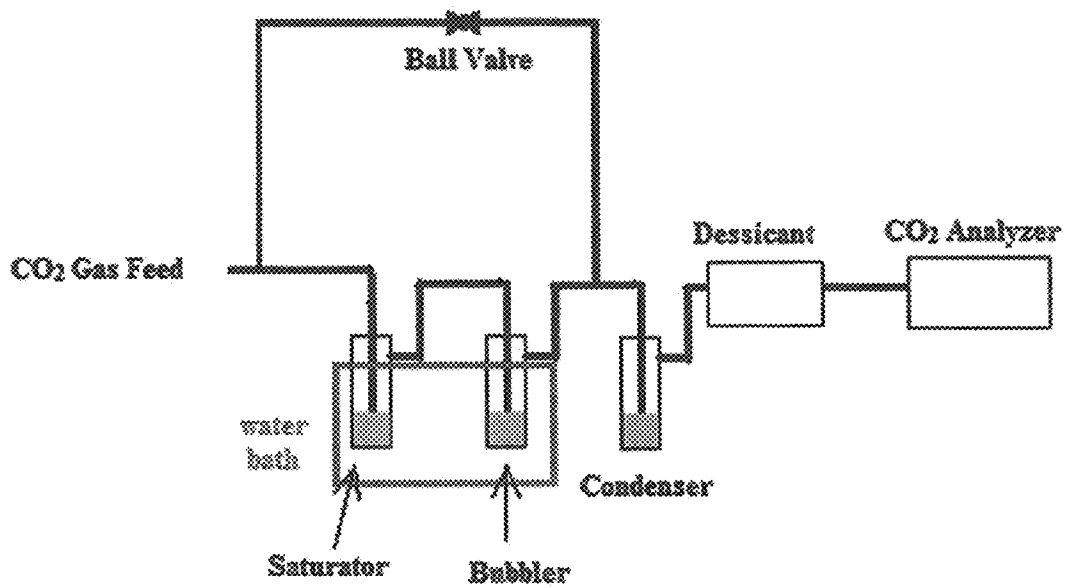 Ball Valve
Dessicant
CO₂ Analyzer
CO₂ Gas Feed
water
bath
Condenser
Saturator
Bubbler